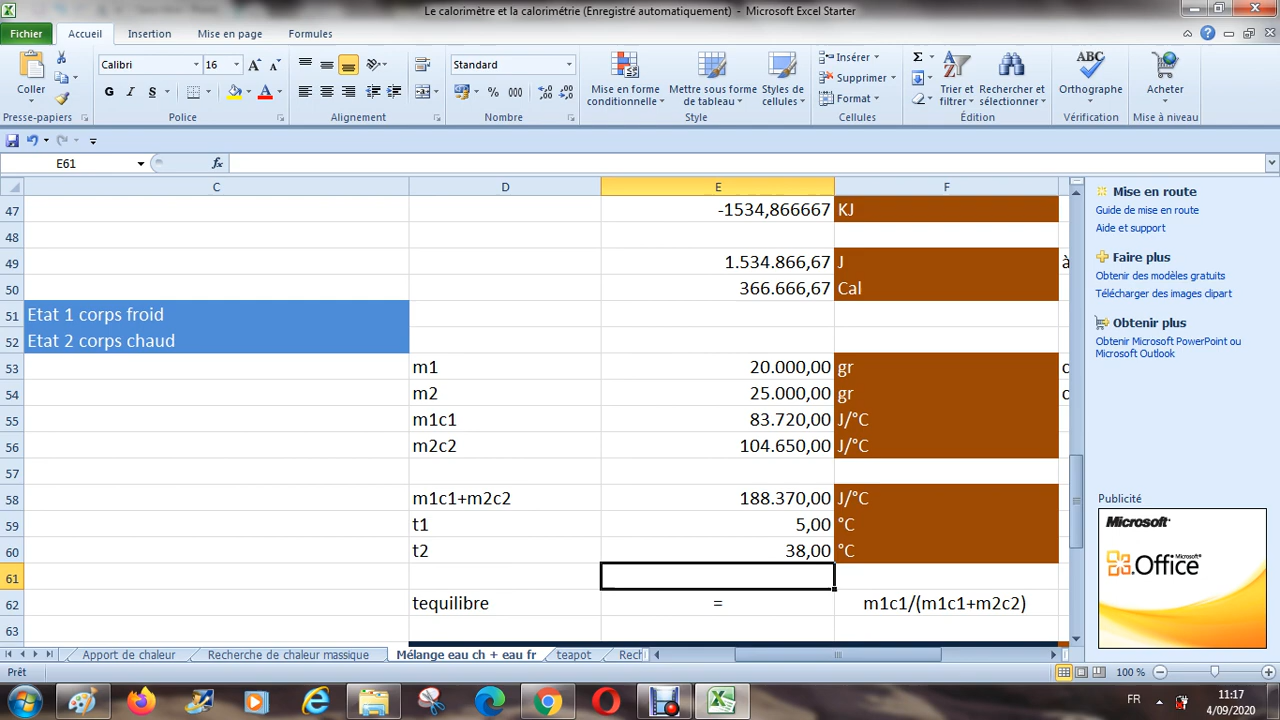 Le calorimètre et la calorimétrie (Enregistré automatiquement) - Microsoft Excel Starter
Fichier Accueil Insertion Mise en page Formules
Coller
Presse-papiers
Calibri 16
G I S
Police
Alignement
Standard
% 000
Nombre
Mise en forme conditionnelle
Mettre sous forme de tableau
Styles de cellules
Style
Insérer
Supprimer
Format
Cellules
Σ
Trier et filtrer
Rechercher et sélectionner
Édition
ABC
Orthographe
Vérification
Acheter
Mise à niveau
E61 fx
C D E F
47 -1534,866667 KJ
48
49 1.534.866,67 J à
50 366.666,67 Cal
51 Etat 1 corps froid
52 Etat 2 corps chaud
53 m1 20.000,00 gr
54 m2 25.000,00 gr
55 m1c1 83.720,00 J/°C
56 m2c2 104.650,00 J/°C
57
58 m1c1+m2c2 188.370,00 J/°C
59 t1 5,00 °C
60 t2 38,00 °C
61
62 tequilibre = m1c1/(m1c1+m2c2)
63
Mise en route
Guide de mise en route
Aide et support
Faire plus
Obtenir des modèles gratuits
Télécharger des images clipart
Obtenir plus
Obtenir Microsoft PowerPoint ou
Microsoft Outlook
Publicité
Microsoft
Microsoft
Office
Apport de chaleur Recherche de chaleur massique Mélange eau ch + eau fr teapot Rech
Prêt 100 %
FR 11:17
4/09/2020